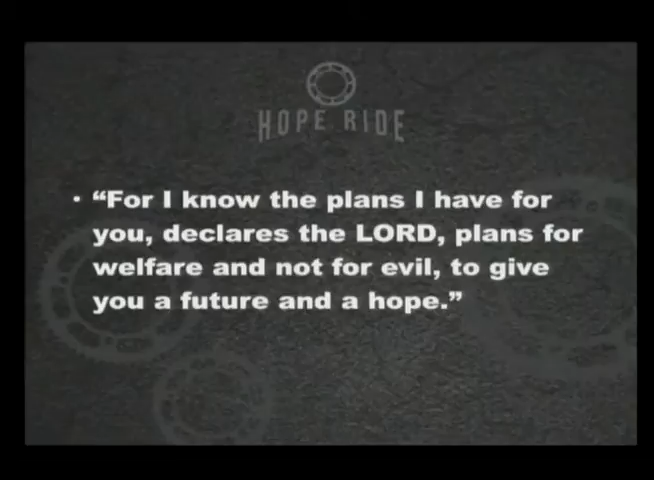 HOPE RIDE
• “For I know the plans I have for
you, declares the LORD, plans for
welfare and not for evil, to give
you a future and a hope.”